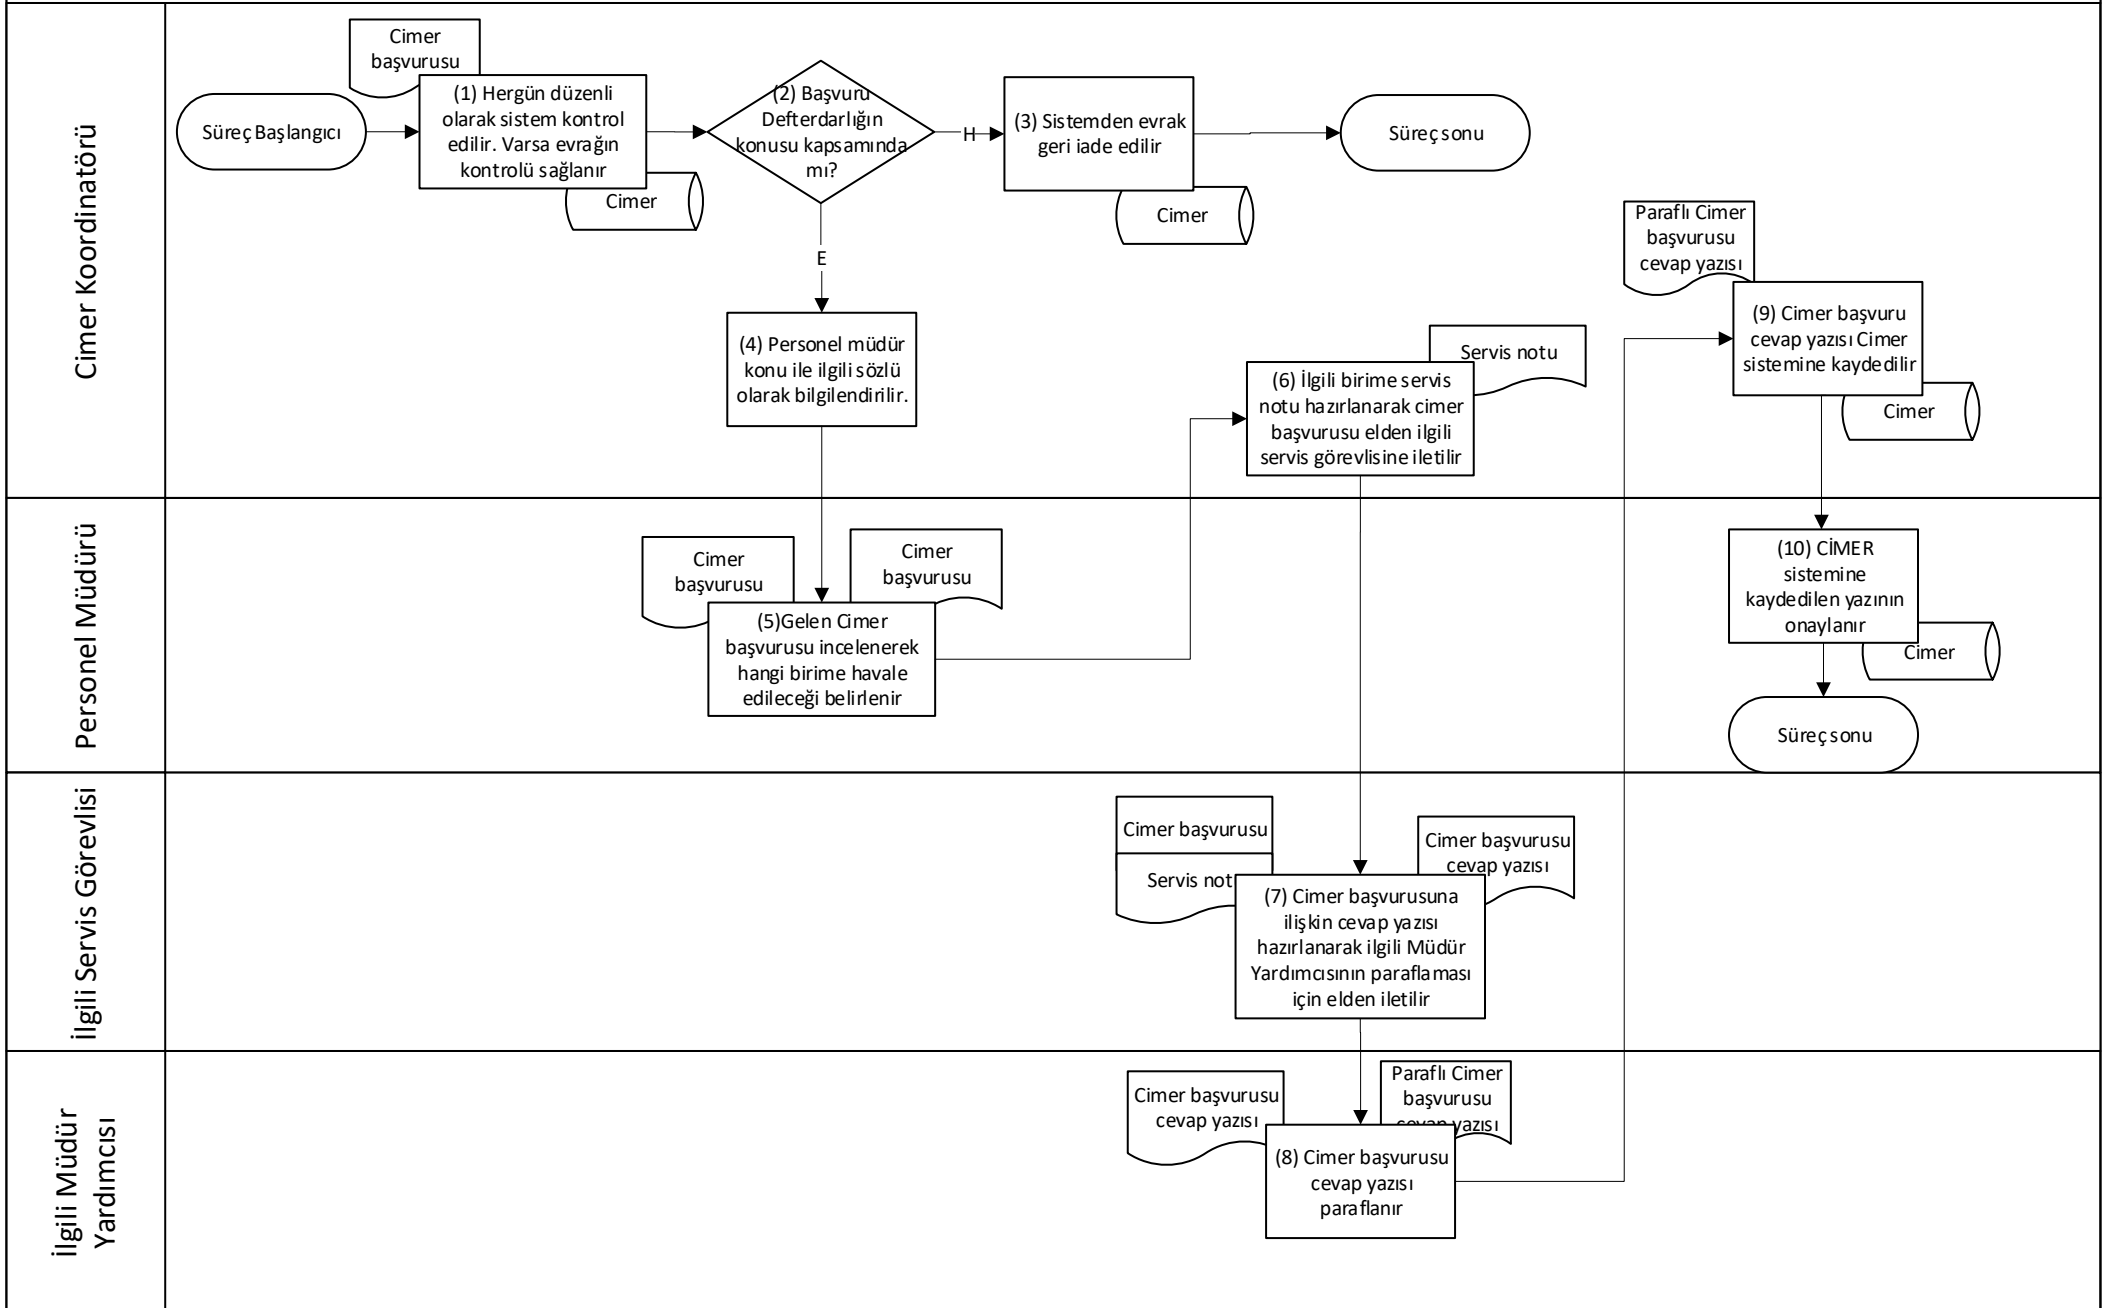 Cimer Koordinatörü
Cimer
başvurusu
Süreç Başlangıcı
(1) Hergün düzenli
olarak sistem kontrol
edilir. Varsa evrağın
kontrolü sağlanır
Cimer
(2) Başvuru
Defterdarlığın
konusu kapsamında
mı?
H
E
(3) Sistemden evrak
geri iade edilir
Cimer
Süreç sonu
(4) Personel müdür
konu ile ilgili sözlü
olarak bilgilendirilir.
Servis notu
(6) İlgili birime servis
notu hazırlanarak cimer
başvurusu elden ilgili
servis görevlisine iletilir
Paraflı Cimer
başvurusu
cevap yazısı
(9) Cimer başvuru
cevap yazısı Cimer
sistemine kaydedilir
Cimer
Personel Müdürü
Cimer
başvurusu
Cimer
başvurusu
(5)Gelen Cimer
başvurusu incelenerek
hangi birime havale
edileceği belirlenir
(10) CİMER
sistemine
kaydedilen yazının
onaylanır
Cimer
Süreç sonu
İlgili Servis Görevlisi
Cimer başvurusu
Servis not
Cimer başvurusu
cevap yazısı
(7) Cimer başvurusuna
ilişkin cevap yazısı
hazırlanarak ilgili Müdür
Yardımcısının paraflaması
için elden iletilir
İlgili Müdür
Yardımcısı
Cimer başvurusu
cevap yazısı
Paraflı Cimer
başvurusu
cevap yazısı
(8) Cimer başvurusu
cevap yazısı
paraflanır